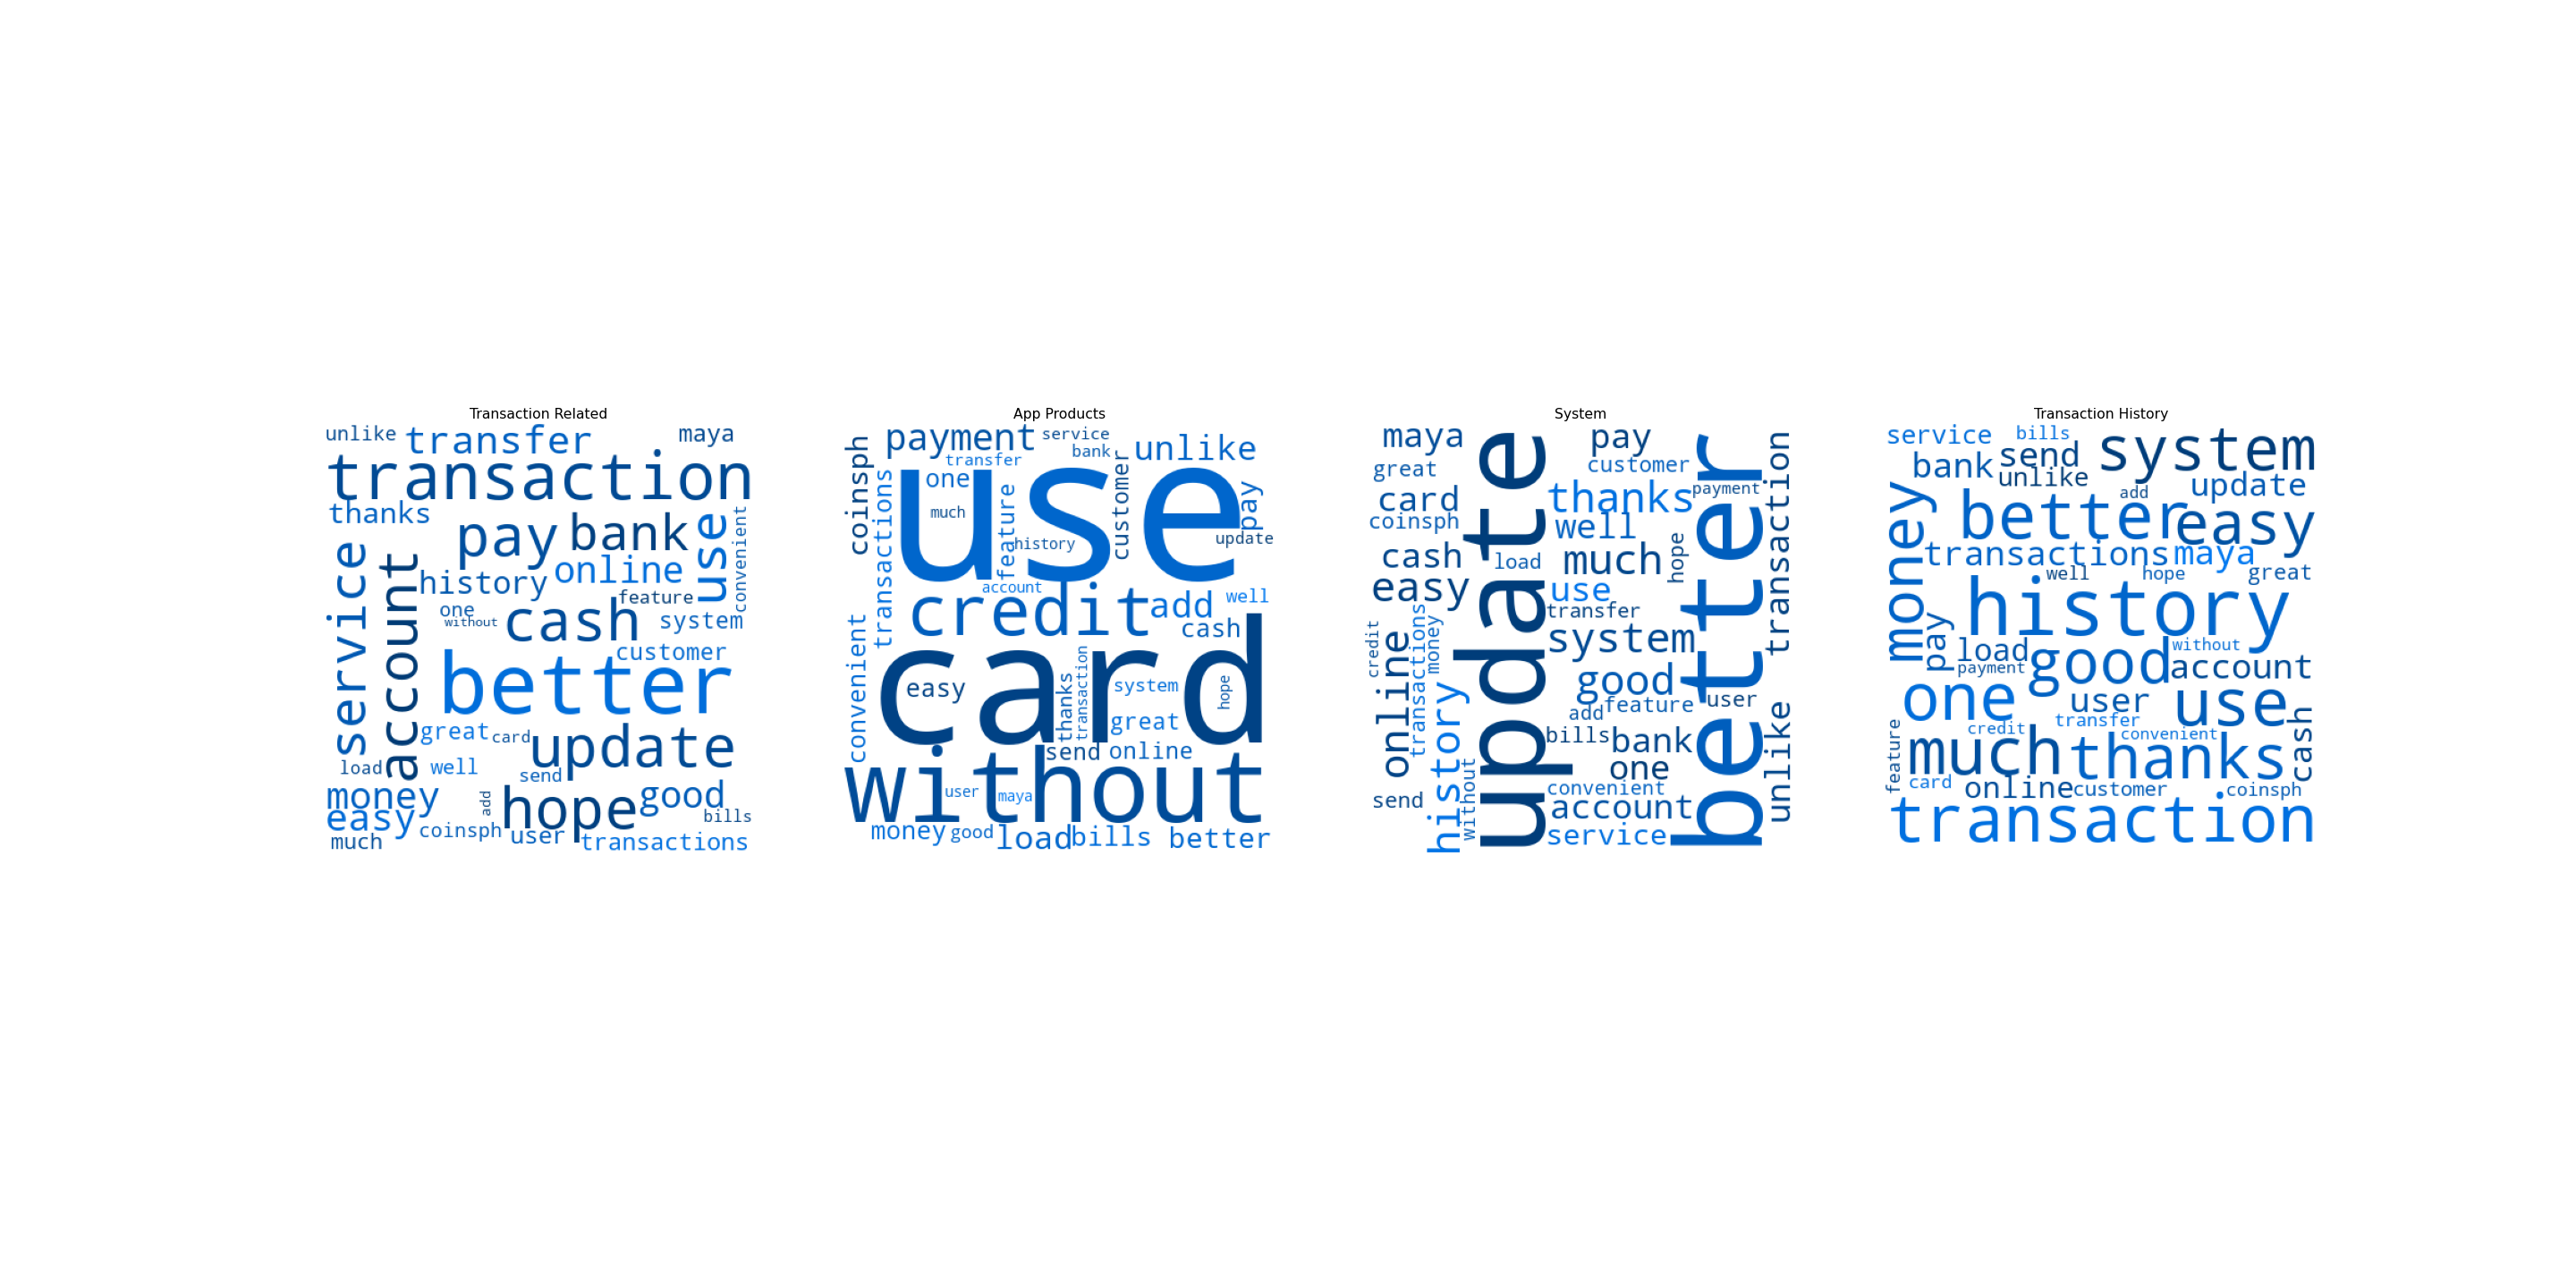 Transaction Related
unlike transfer maya
transaction
thanks
pay bank
use
convenient
service
account
history online
feature
one
without
cash
system
customer
better
great card update
load well send
money
add
hope good
easy
coinsph user bills
much transactions
App Products
coinsph
payment service unlike
bank
transfer
customer
one
transactions
use
feature
pay
much
history
update
account
credit add well
cash
convenient
card
easy
thanks
transaction
system
hope
great
send online
without
user maya
money good load bills better
System
maya pay
great customer
update
better
transaction
card thanks payment
coinsph well
cash load much hope
easy use
transfer
credit
online
transactions
money
system
history
good
add feature user
unlike
bills bank
one
without
convenient
send account
service
Transaction History
service bills system
bank send
unlike
add update
money
better easy
transactions maya
well hope great
history
pay
load good without
payment account
one user use
transfer
credit convenient
feature
much thanks cash
card online customer coinsph
transaction